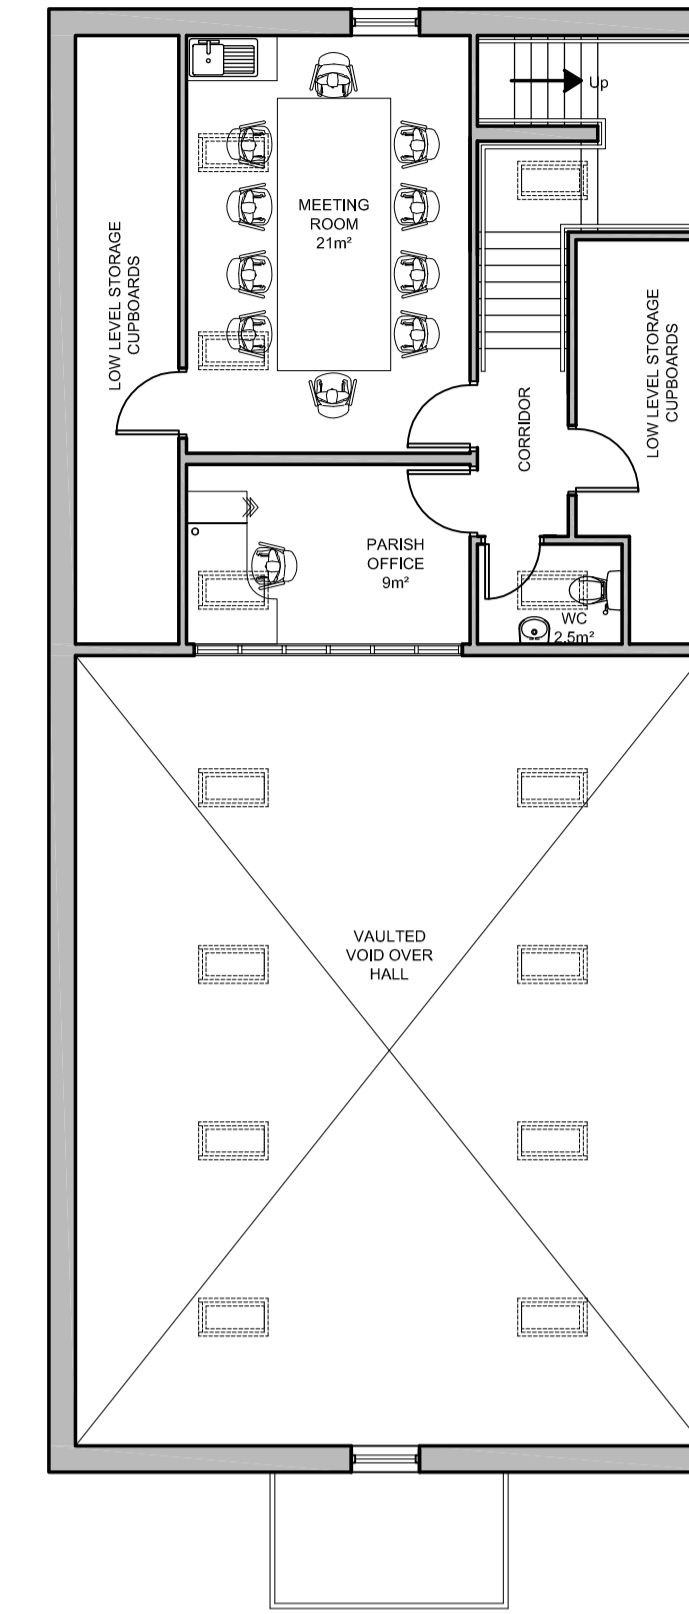 Up
MEETING
ROOM
21m²
LOW LEVEL STORAGE
CUPBOARDS
LOW LEVEL STORAGE
CUPBOARDS
CORRIDOR
PARISH
OFFICE
9m²
WC
2.5m²
VAULTED
VOID OVER
HALL